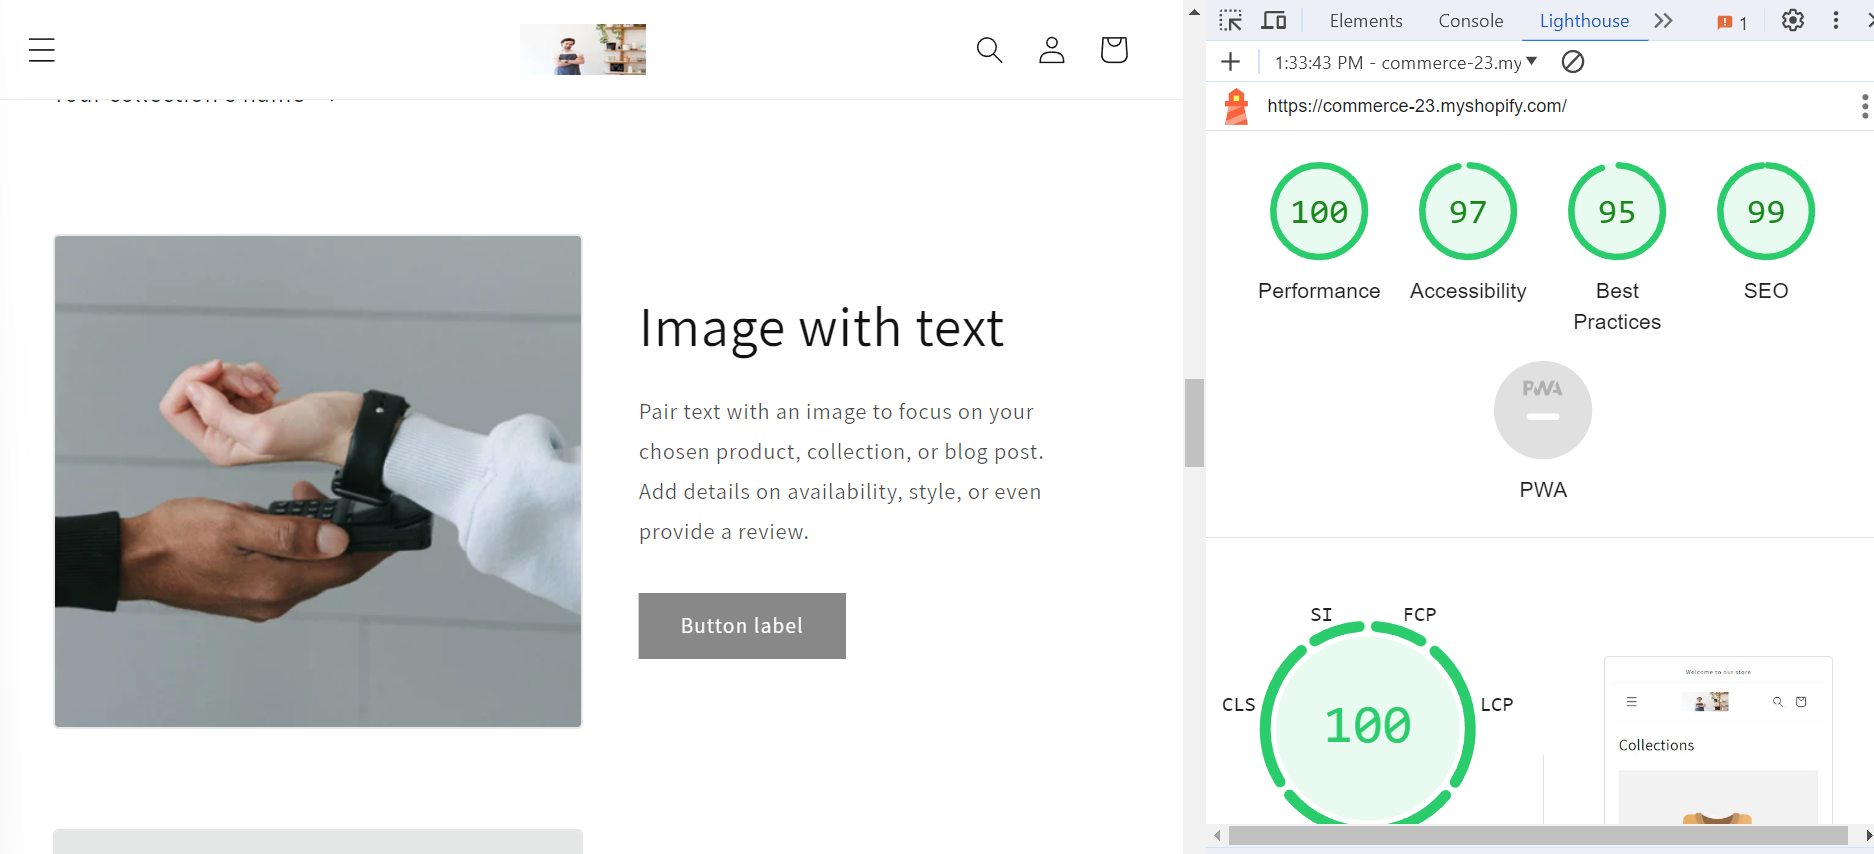 Your collection's name
Image with text
Pair text with an image to focus on your
chosen product, collection, or blog post.
Add details on availability, style, or even
provide a review.
Button label
Elements Console Lighthouse 1
1:33:43 PM - commerce-23.my
https://commerce-23.myshopify.com/
100 97 95 99
Performance Accessibility Best Practices SEO
PWA
PWA
SI FCP
CLS LCP
100
Welcome to our store
Collections